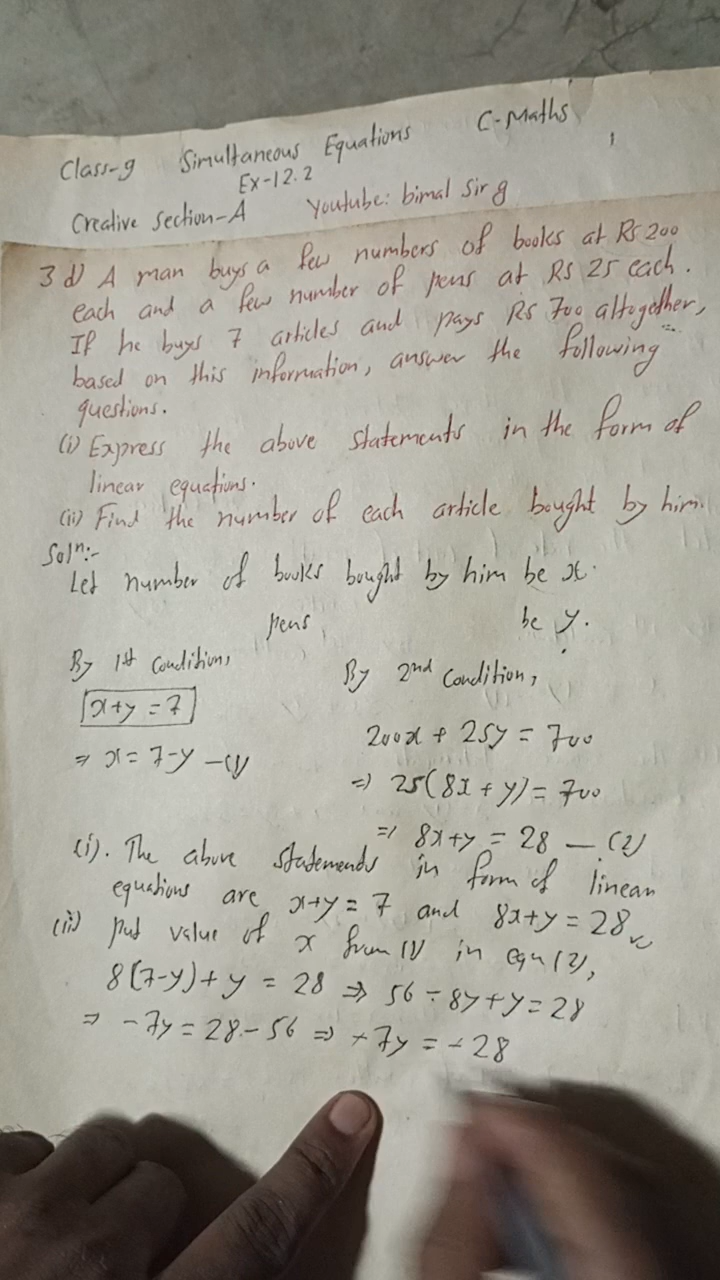 Class-9 Simultaneous Equations C-Maths
Ex-12.2
Creative Section-A Youtube: bimal sir g
3 d) A man buys a few numbers of books at Rs 200
each and a few number of pens at Rs 25 each.
If he buys 7 articles and pays Rs 700 altogether,
based on this information, answer the following
questions.
(i) Express the above statements in the form of
linear equations.
(ii) Find the number of each article bought by him.
Soln:-
Let number of books bought by him be x.
pens be y.
By 1st condition, By 2nd condition,
x+y = 7 200x + 25y = 700
⇒ x = 7-y -(1) ⇒ 25(8x + y) = 700
⇒ 8x+y = 28 - (2)
(i). The above statements in form of linear
equations are x+y = 7 and 8x+y = 28
(ii) put value of x from (1) in eqn (2),
8(7-y) + y = 28 ⇒ 56 - 8y + y = 28
⇒ -7y = 28 - 56 ⇒ -7y = -28